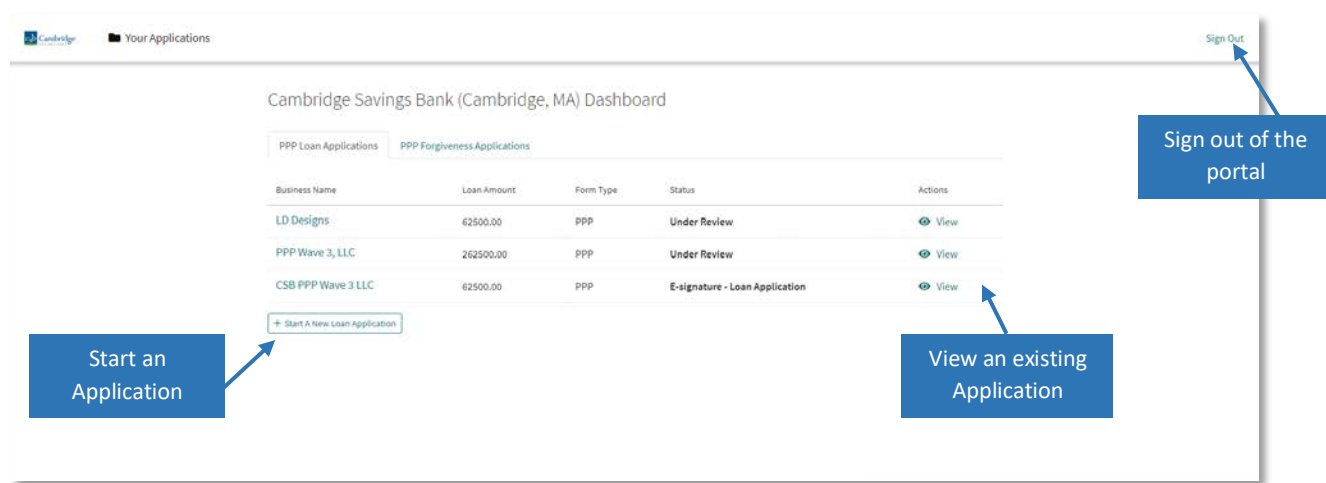 Cambridge
Your Applications
Sign Out
Cambridge Savings Bank (Cambridge, MA) Dashboard
PPP Loan Applications PPP Forgiveness Applications
Sign out of the
portal
Business Name Loan Amount Form Type Status Actions
LD Designs 62500.00 PPP Under Review View
PPP Wave 3, LLC 262500.00 PPP Under Review View
CSB PPP Wave 3 LLC 62500.00 PPP E-signature - Loan Application View
+ Start A New Loan Application
Start an
Application
View an existing
Application